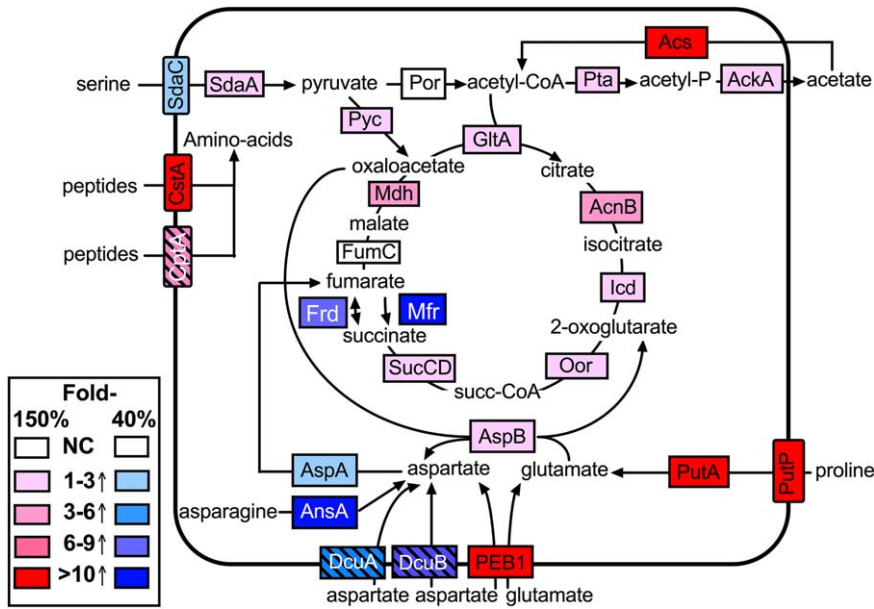 Acs
serine
SdaC
SdaA
pyruvate
Por
acetyl-CoA
Pta
acetyl-P
AckA
acetate
Pyc
Amino-acids
GltA
oxaloacetate
citrate
peptides
CstA
Mdh
AcnB
malate
isocitrate
peptides
CptA
FumC
fumarate
Icd
Frd
Mfr
2-oxoglutarate
succinate
SucCD
Oor
succ-CoA
Fold-
150% 40%
NC
1-3↑
3-6↑
6-9↑
>10↑
AspB
AspA
aspartate
glutamate
PutA
PutP
proline
asparagine
AnsA
DcuA
DcuB
PEB1
aspartate aspartate glutamate